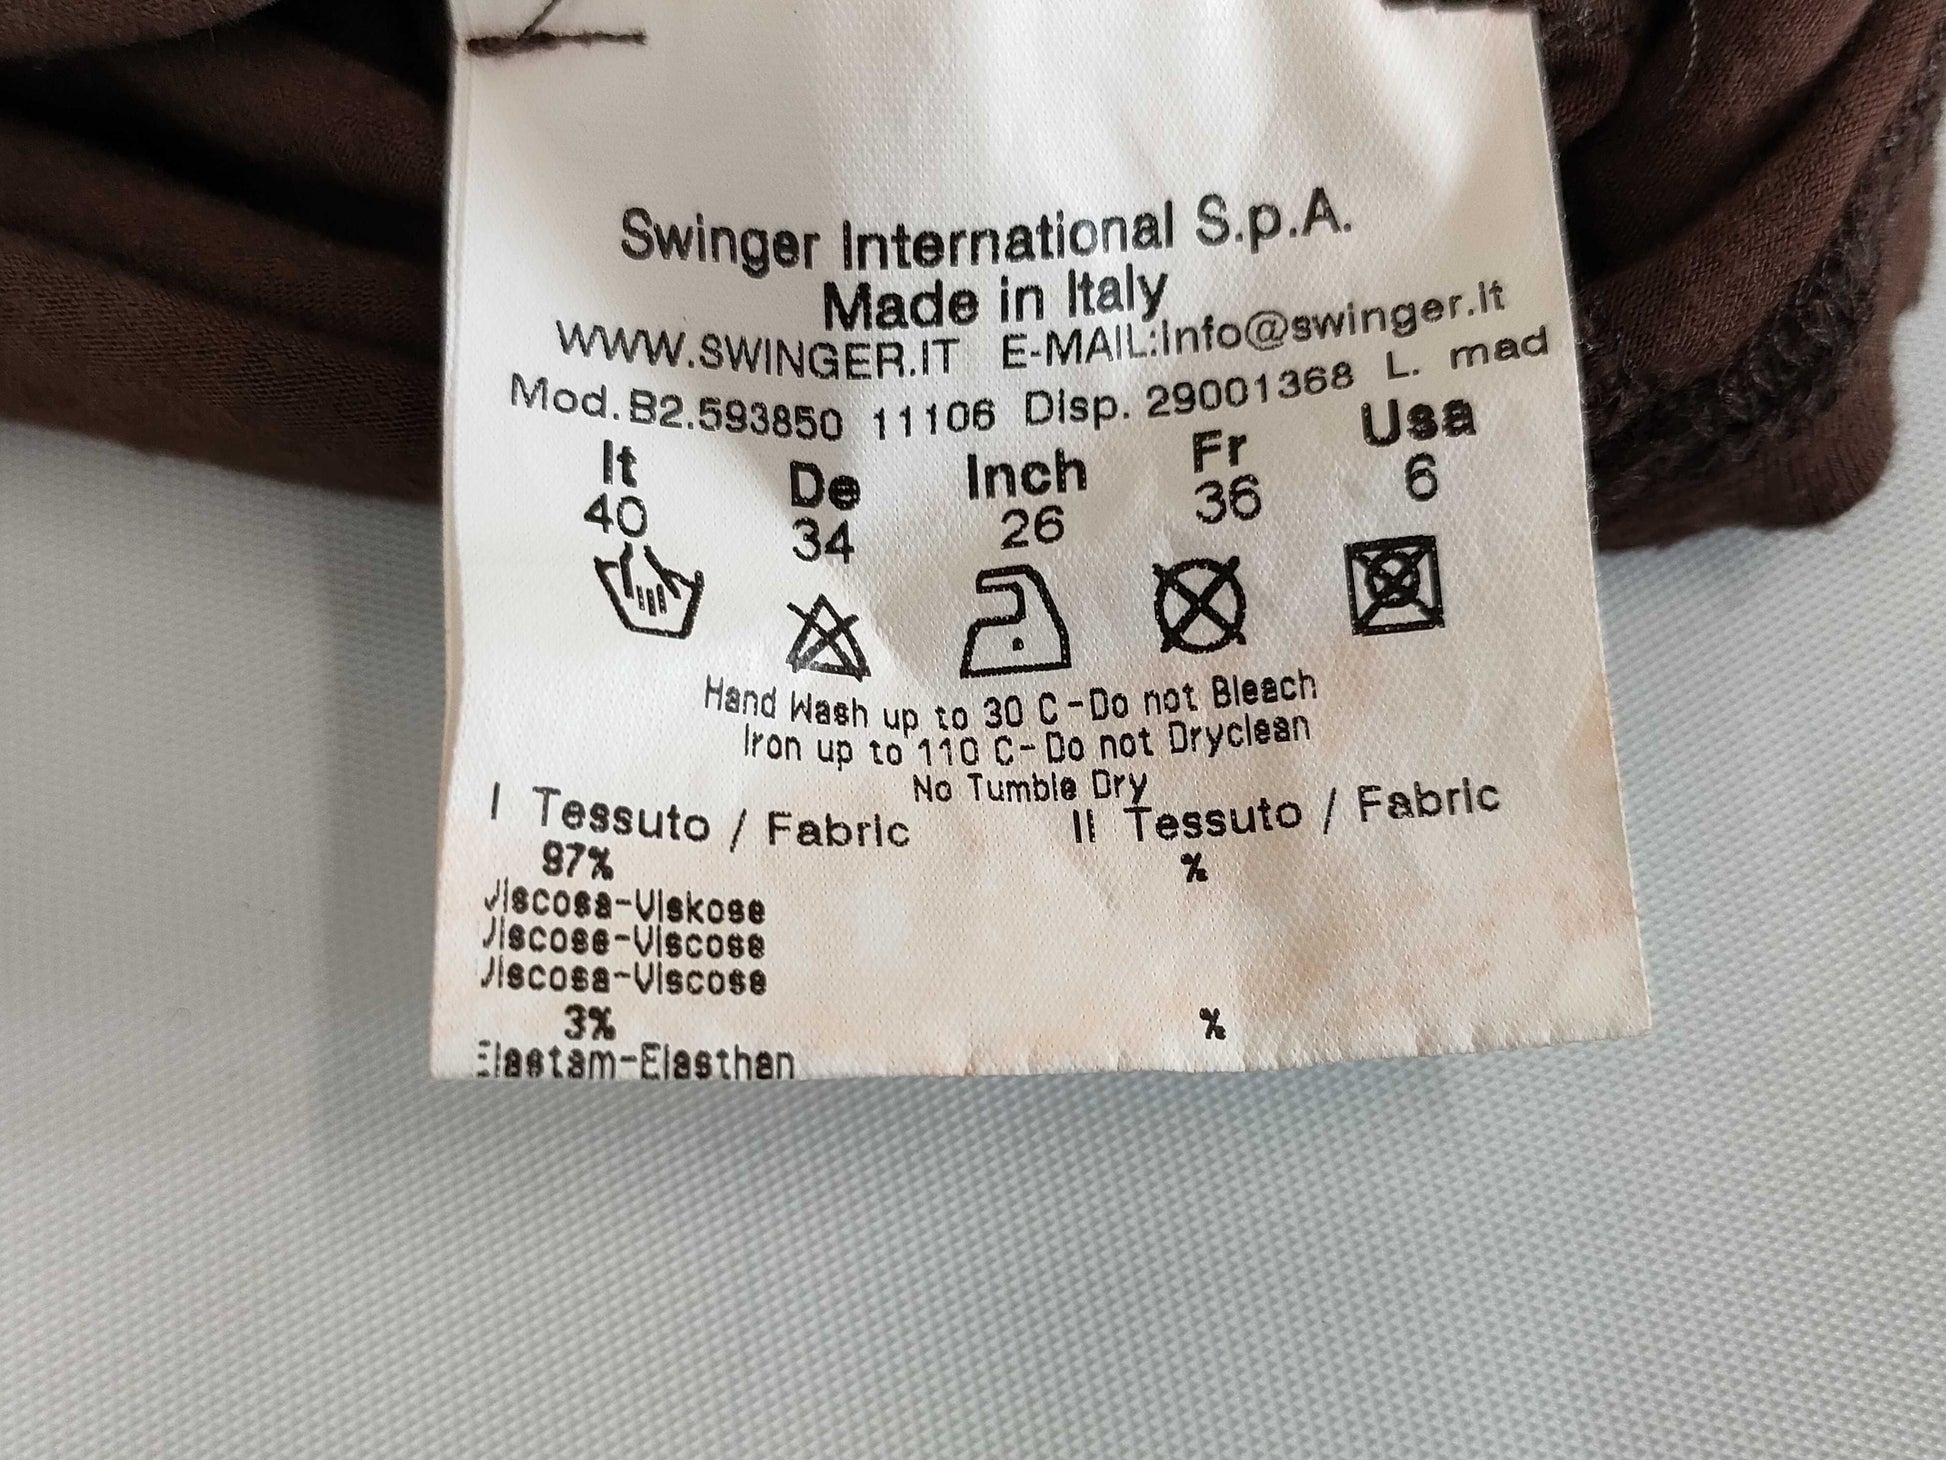 Swinger International S.p.A.
Made in Italy
WWW.SWINGER.IT E-MAIL:Info@swinger.it
Mod.B2.593850 11106 Disp. 29001368 L. mad
It De Inch Fr Usa
40 34 26 36 6
Hand Wash up to 30 C-Do not Bleach
Iron up to 110 C-Do not Dryclean
No Tumble Dry
I Tessuto / Fabric II Tessuto / Fabric
97% %
Viscosa-Viskose
Viscose-Viscose
Viscosa-Viscose
3% %
Elastam-Elasthan